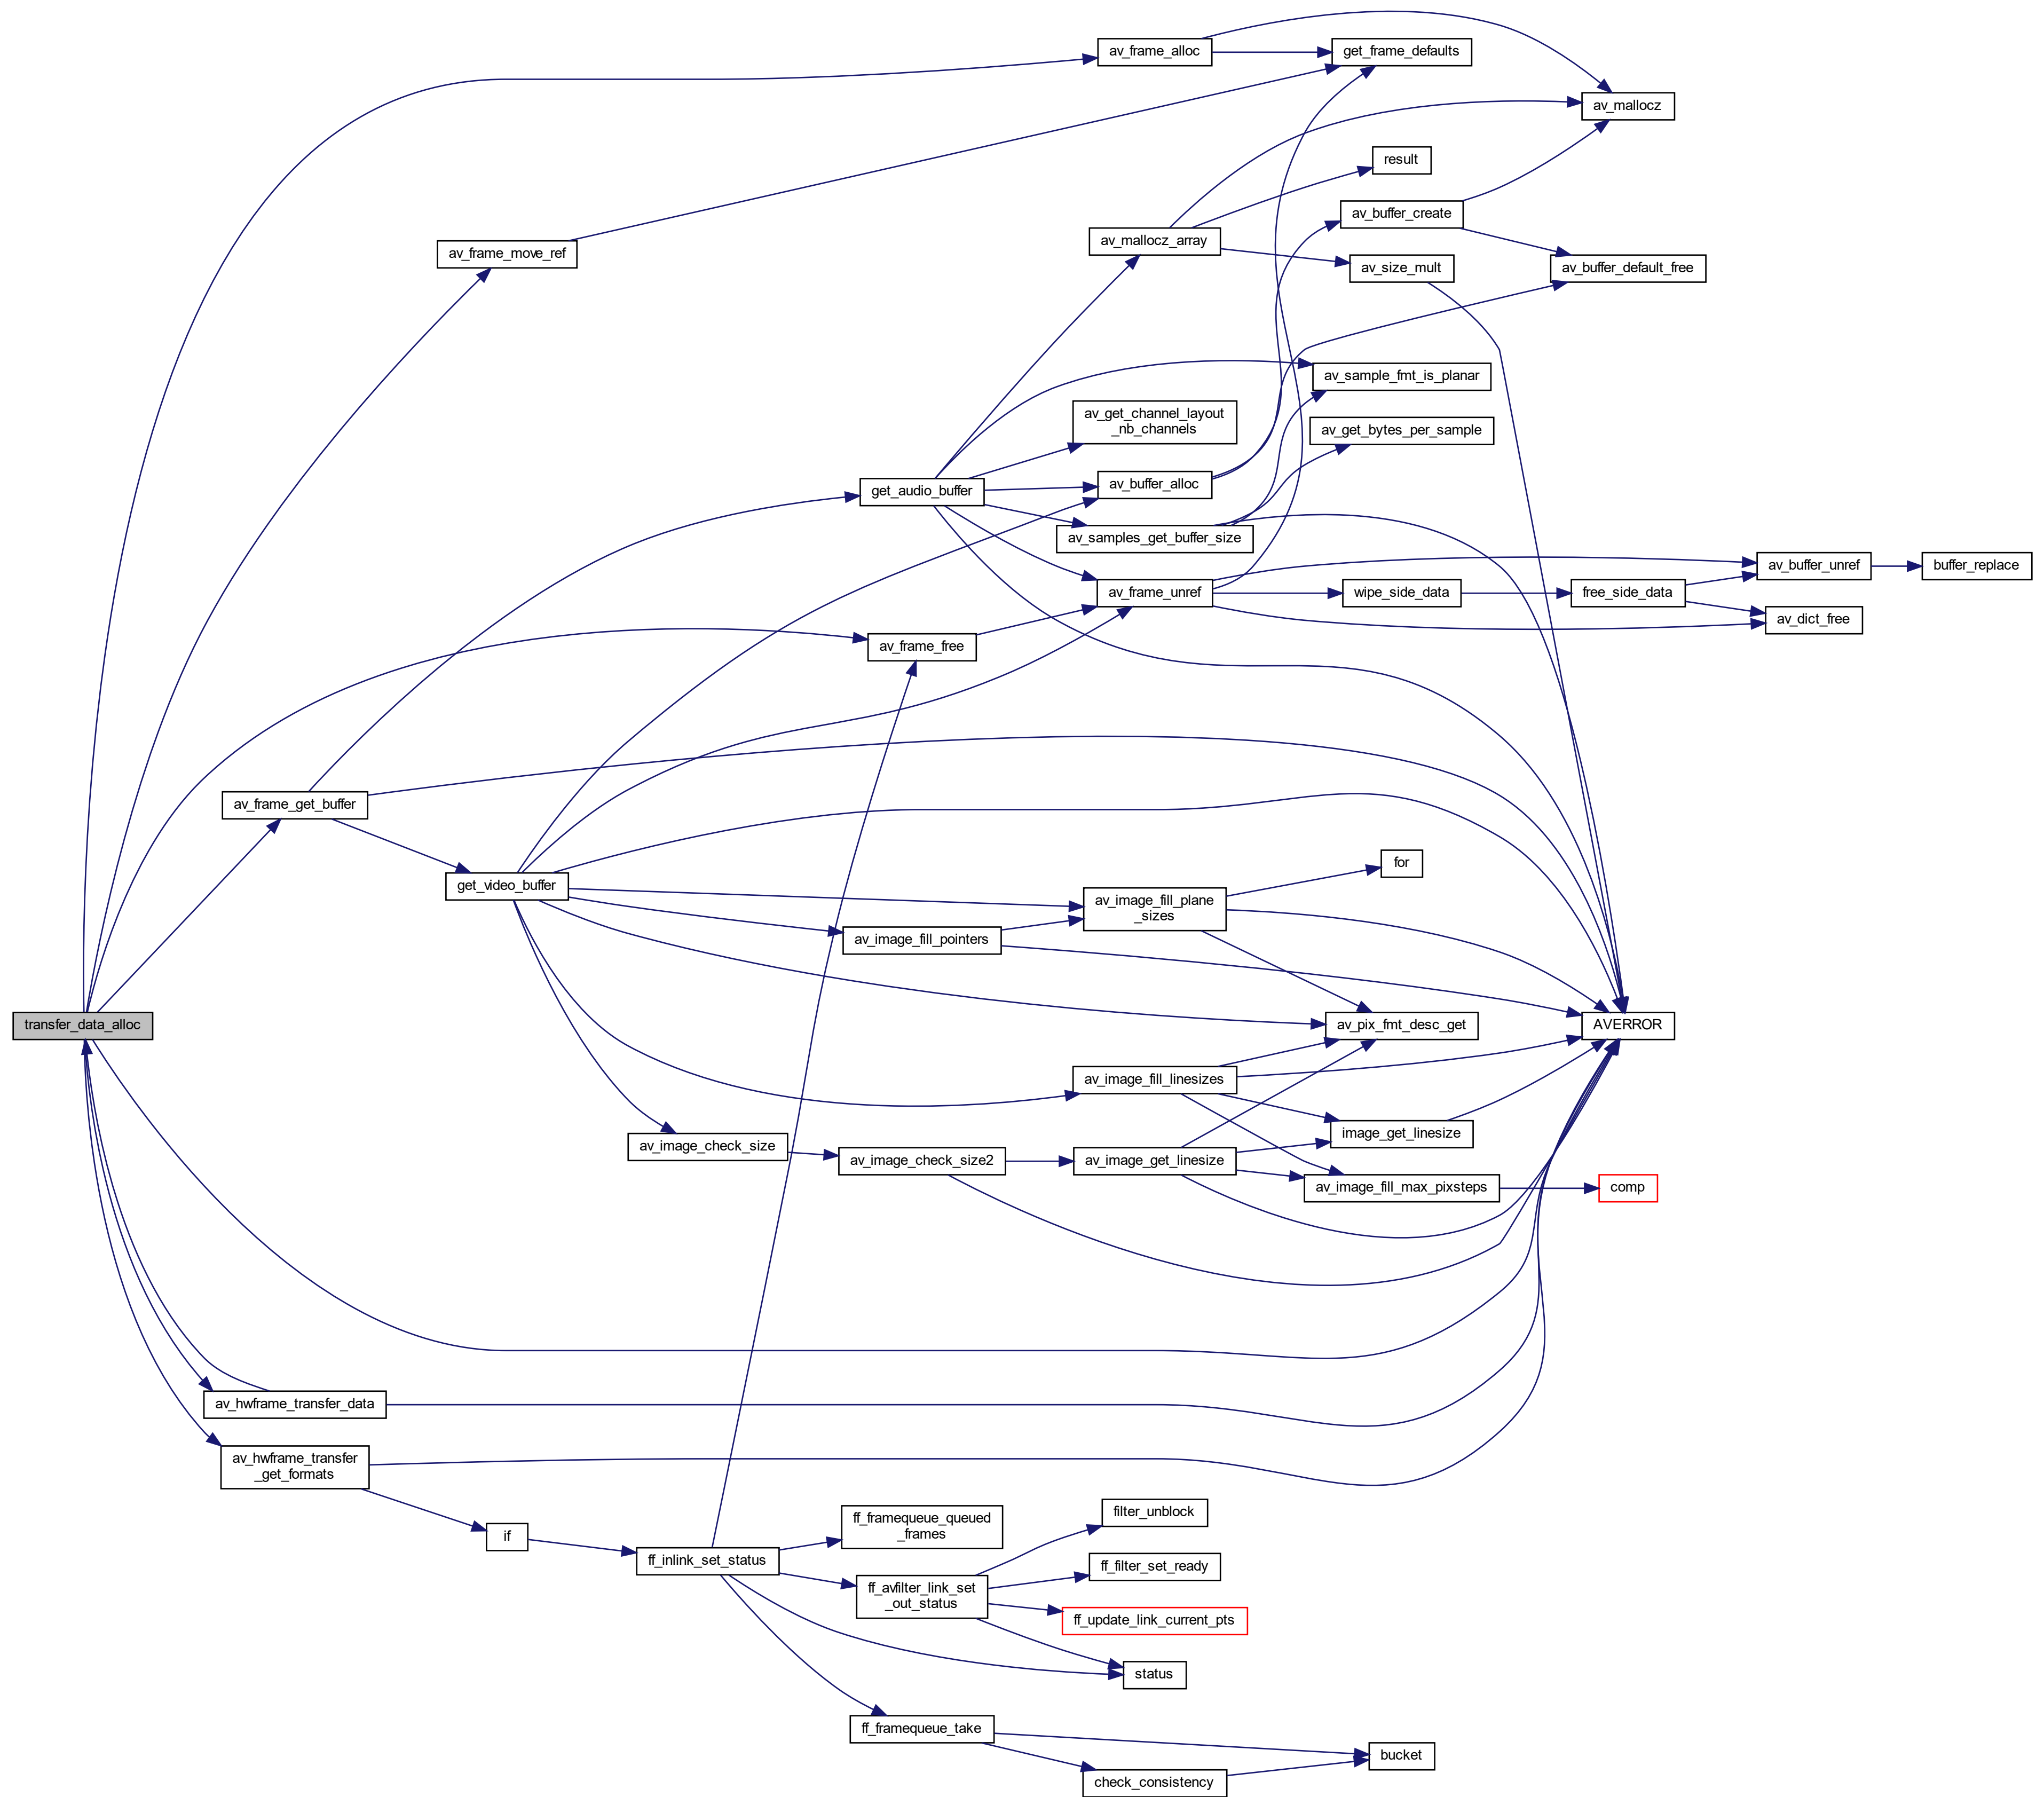 av_frame_alloc
get_frame_defaults
av_mallocz
result
av_buffer_create
av_frame_move_ref
av_mallocz_array
av_size_mult
av_buffer_default_free
av_sample_fmt_is_planar
av_get_channel_layout
_nb_channels
av_get_bytes_per_sample
get_audio_buffer
av_buffer_alloc
av_samples_get_buffer_size
av_buffer_unref
buffer_replace
av_frame_unref
wipe_side_data
free_side_data
av_dict_free
av_frame_free
av_frame_get_buffer
for
get_video_buffer
av_image_fill_plane
_sizes
av_image_fill_pointers
transfer_data_alloc
av_pix_fmt_desc_get
AVERROR
av_image_fill_linesizes
image_get_linesize
av_image_check_size
av_image_check_size2
av_image_get_linesize
av_image_fill_max_pixsteps
comp
av_hwframe_transfer_data
av_hwframe_transfer
_get_formats
if
ff_framequeue_queued
_frames
filter_unblock
ff_inlink_set_status
ff_filter_set_ready
ff_avfilter_link_set
_out_status
ff_update_link_current_pts
status
ff_framequeue_take
bucket
check_consistency